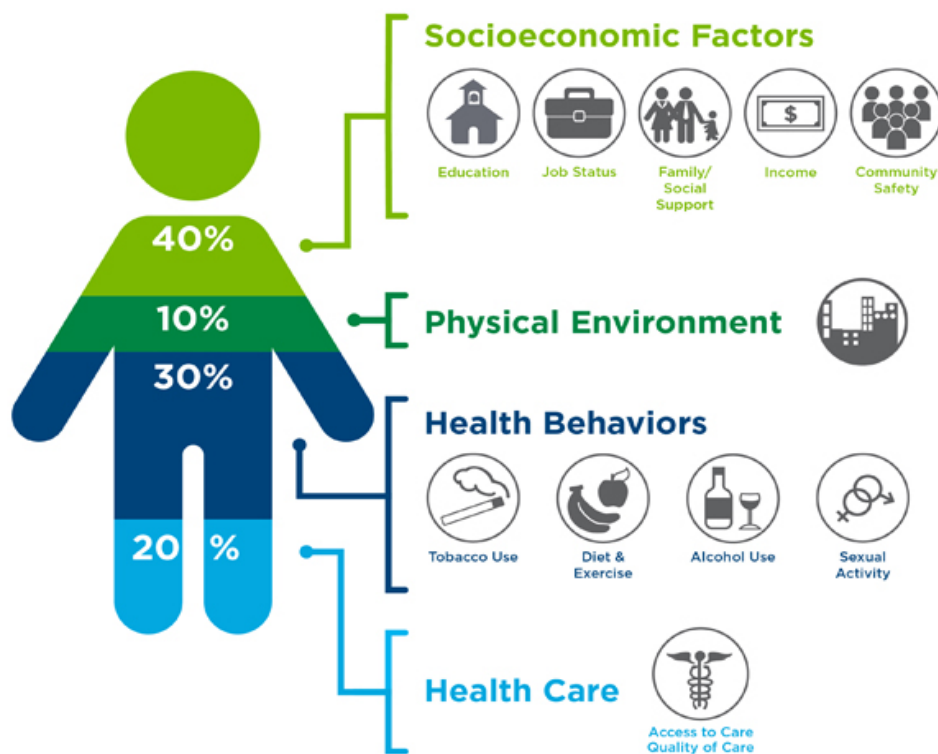 Socioeconomic Factors
Education
Job Status
Family/
Social
Support
Income
$
Community
Safety
40%
10%
Physical Environment
30%
Health Behaviors
Tobacco Use
Diet &
Exercise
Alcohol Use
Sexual
Activity
20 %
Health Care
Access to Care
Quality of Care